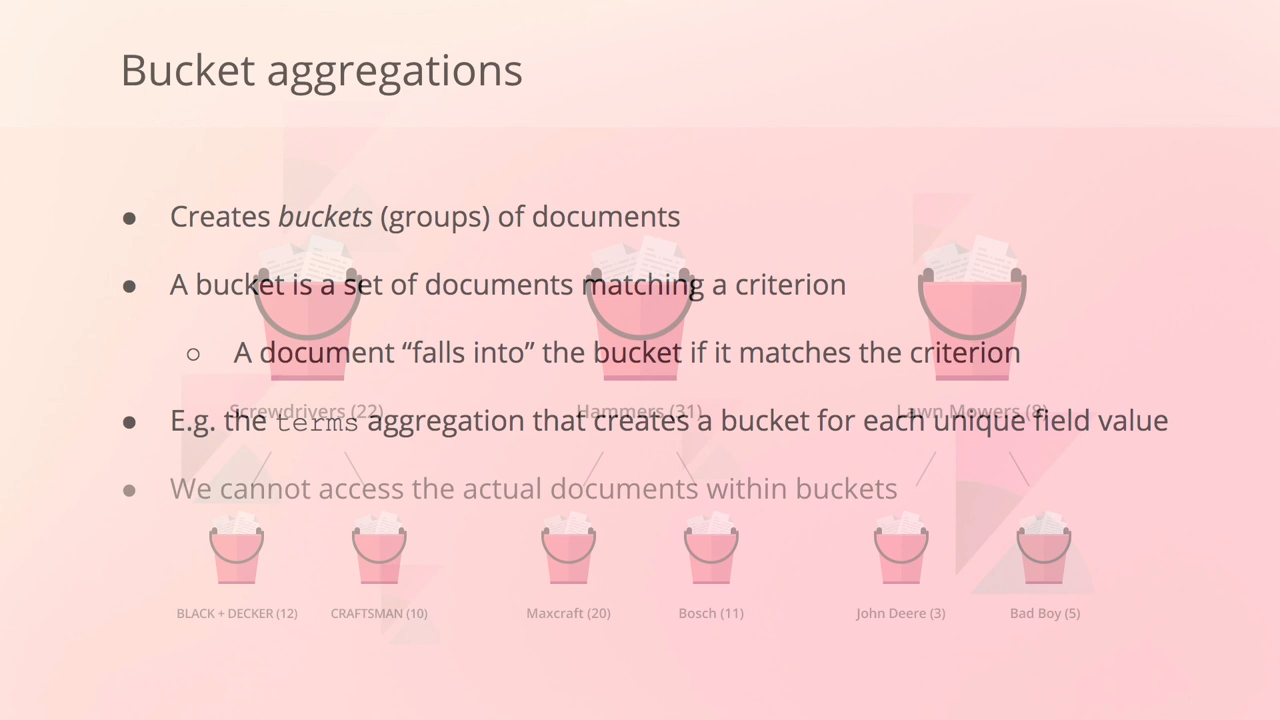 Bucket aggregations
● Creates buckets (groups) of documents
● A bucket is a set of documents matching a criterion
○ A document “falls into” the bucket if it matches the criterion
Screwdrivers (22) Hammers (31) Lawn Mowers (8)
● E.g. the terms aggregation that creates a bucket for each unique field value
● We cannot access the actual documents within buckets
BLACK + DECKER (12) CRAFTSMAN (10) Maxcraft (20) Bosch (11) John Deere (3) Bad Boy (5)